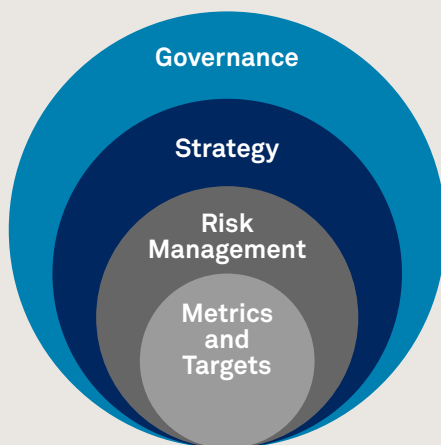 Governance
Strategy
Risk
Management
Metrics
and
Targets